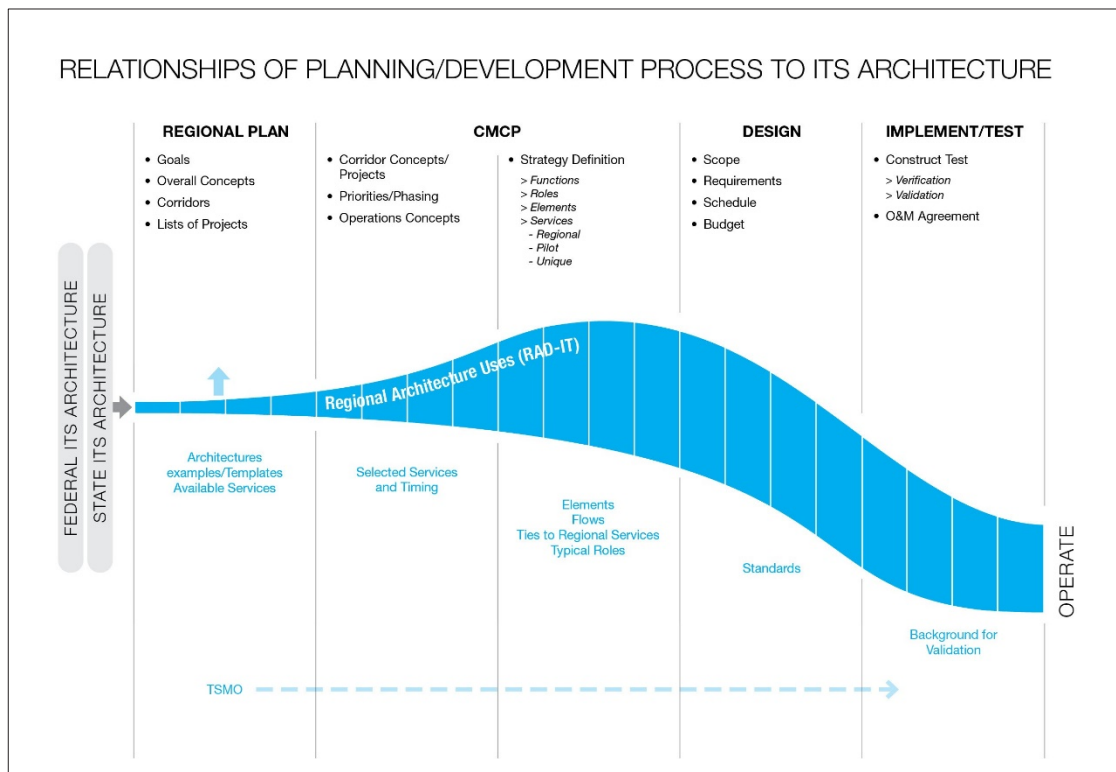 RELATIONSHIPS OF PLANNING/DEVELOPMENT PROCESS TO ITS ARCHITECTURE
FEDERAL ITS ARCHITECTURE
STATE ITS ARCHITECTURE
REGIONAL PLAN
• Goals
• Overall Concepts
• Corridors
• Lists of Projects
CMCP
• Corridor Concepts/
Projects
• Priorities/Phasing
• Operations Concepts
• Strategy Definition
> Functions
> Roles
> Elements
> Services
- Regional
- Pilot
- Unique
DESIGN
• Scope
• Requirements
• Schedule
• Budget
IMPLEMENT/TEST
• Construct Test
> Verification
> Validation
• O&M Agreement
Regional Architecture Uses (RAD-IT)
Architectures
examples/Templates
Available Services
Selected Services
and Timing
Elements
Flows
Ties to Regional Services
Typical Roles
Standards
Background for
Validation
OPERATE
TSMO